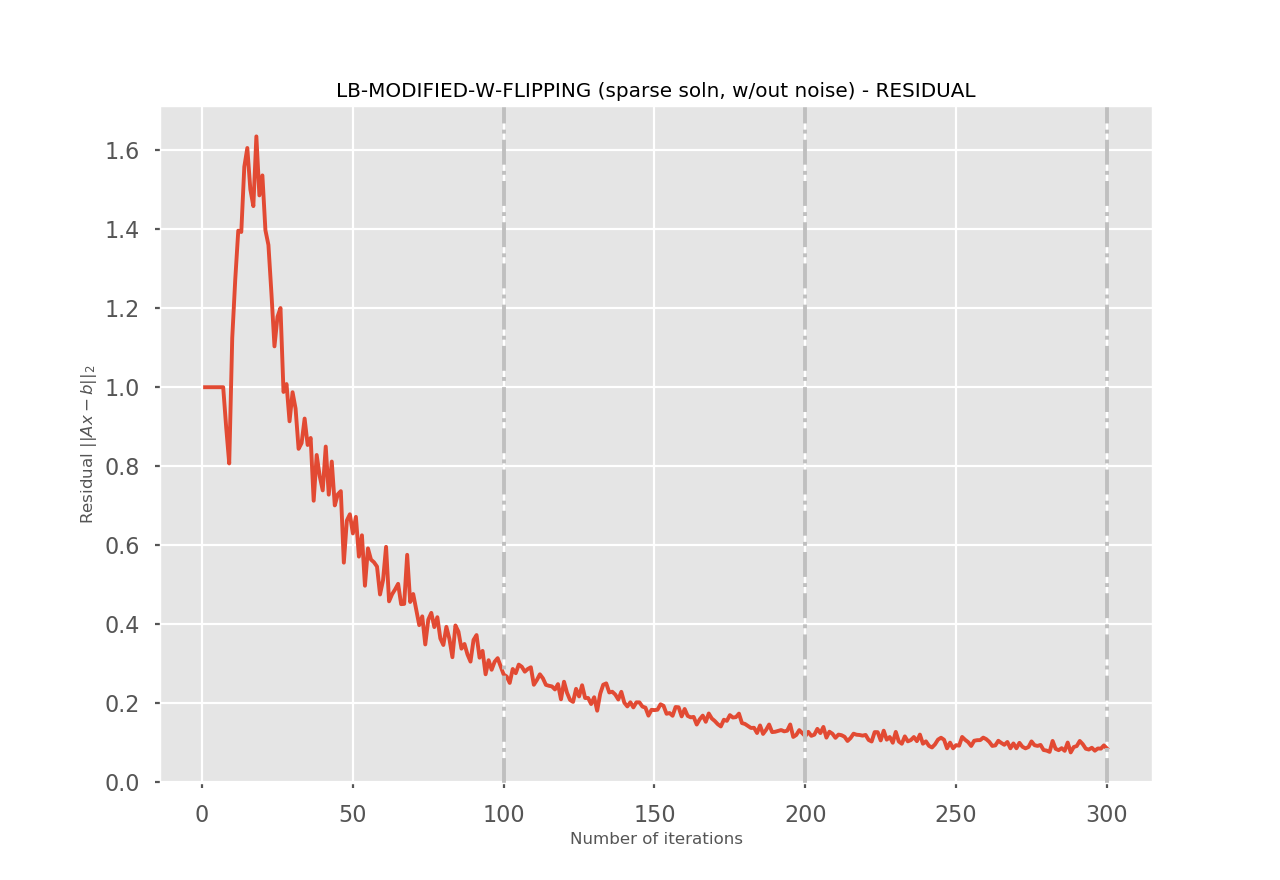 LB-MODIFIED-W-FLIPPING (sparse soln, w/out noise) - RESIDUAL
Residual ||Ax − b||₂
1.6
1.4
1.2
1.0
0.8
0.6
0.4
0.2
0.0
0 50 100 150 200 250 300
Number of iterations